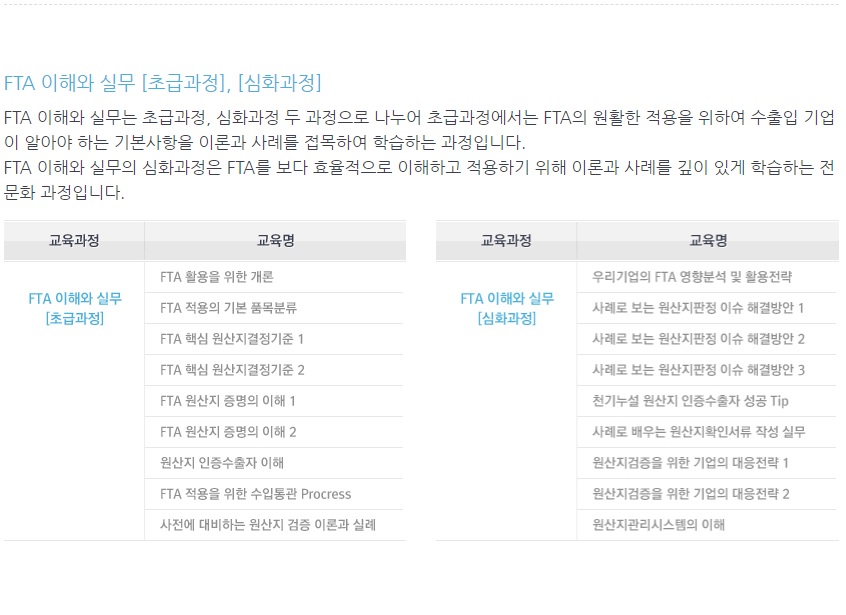 FTA 이해와 실무 [초급과정], [심화과정]
FTA 이해와 실무는 초급과정, 심화과정 두 과정으로 나누어 초급과정에서는 FTA의 원활한 적용을 위하여 수출입 기업
이 알아야 하는 기본사항을 이론과 사례를 접목하여 학습하는 과정입니다.
FTA 이해와 실무의 심화과정은 FTA를 보다 효율적으로 이해하고 적용하기 위해 이론과 사례를 깊이 있게 학습하는 전
문화 과정입니다.
교육과정 교육명
FTA 이해와 실무
[초급과정]
FTA 활용을 위한 개론
FTA 적용의 기본 품목분류
FTA 핵심 원산지결정기준 1
FTA 핵심 원산지결정기준 2
FTA 원산지 증명의 이해 1
FTA 원산지 증명의 이해 2
원산지 인증수출자 이해
FTA 적용을 위한 수입통관 Procress
사전에 대비하는 원산지 검증 이론과 실례
교육과정 교육명
FTA 이해와 실무
[심화과정]
우리기업의 FTA 영향분석 및 활용전략
사례로 보는 원산지판정 이슈 해결방안 1
사례로 보는 원산지판정 이슈 해결방안 2
사례로 보는 원산지판정 이슈 해결방안 3
천기누설 원산지 인증수출자 성공 Tip
사례로 배우는 원산지확인서류 작성 실무
원산지검증을 위한 기업의 대응전략 1
원산지검증을 위한 기업의 대응전략 2
원산지관리시스템의 이해